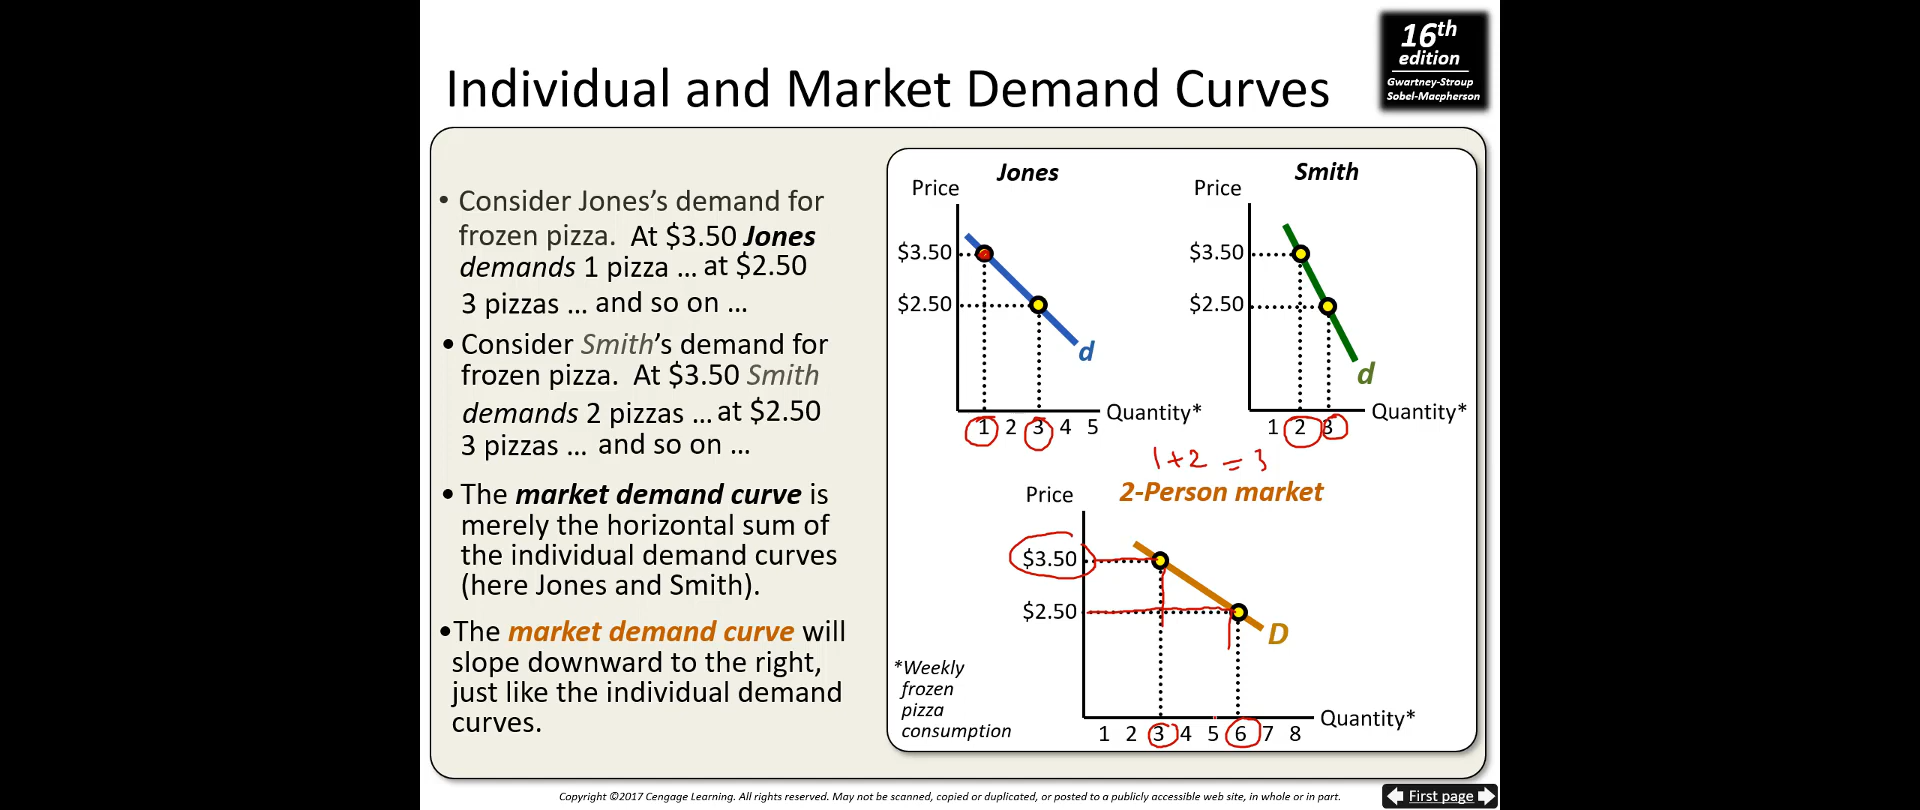 16th
edition
Gwartney-Stroup
Sobel-Macpherson
Individual and Market Demand Curves
• Consider Jones's demand for
frozen pizza. At $3.50 Jones
demands 1 pizza … at $2.50
3 pizzas … and so on …
• Consider Smith's demand for
frozen pizza. At $3.50 Smith
demands 2 pizzas … at $2.50
3 pizzas … and so on …
• The market demand curve is
merely the horizontal sum of
the individual demand curves
(here Jones and Smith).
•The market demand curve will
slope downward to the right,
just like the individual demand
curves.
Jones
Price
$3.50
$2.50
d
Quantity*
1 2 3 4 5
Smith
Price
$3.50
$2.50
d
Quantity*
1 2 3
1+2 = 3
2-Person market
Price
$3.50
$2.50
D
Quantity*
1 2 3 4 5 6 7 8
*Weekly
frozen
pizza
consumption
Copyright ©2017 Cengage Learning. All rights reserved. May not be scanned, copied or duplicated, or posted to a publicly accessible web site, in whole or in part.
First page